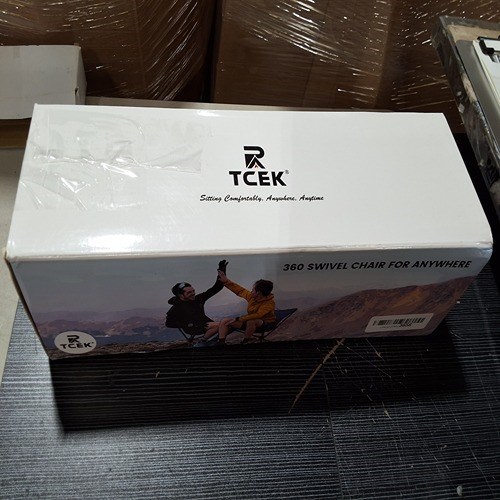 R
TCEK®
Sitting Comfortably, Anywhere, Anytime
360 SWIVEL CHAIR FOR ANYWHERE
R
TCEK